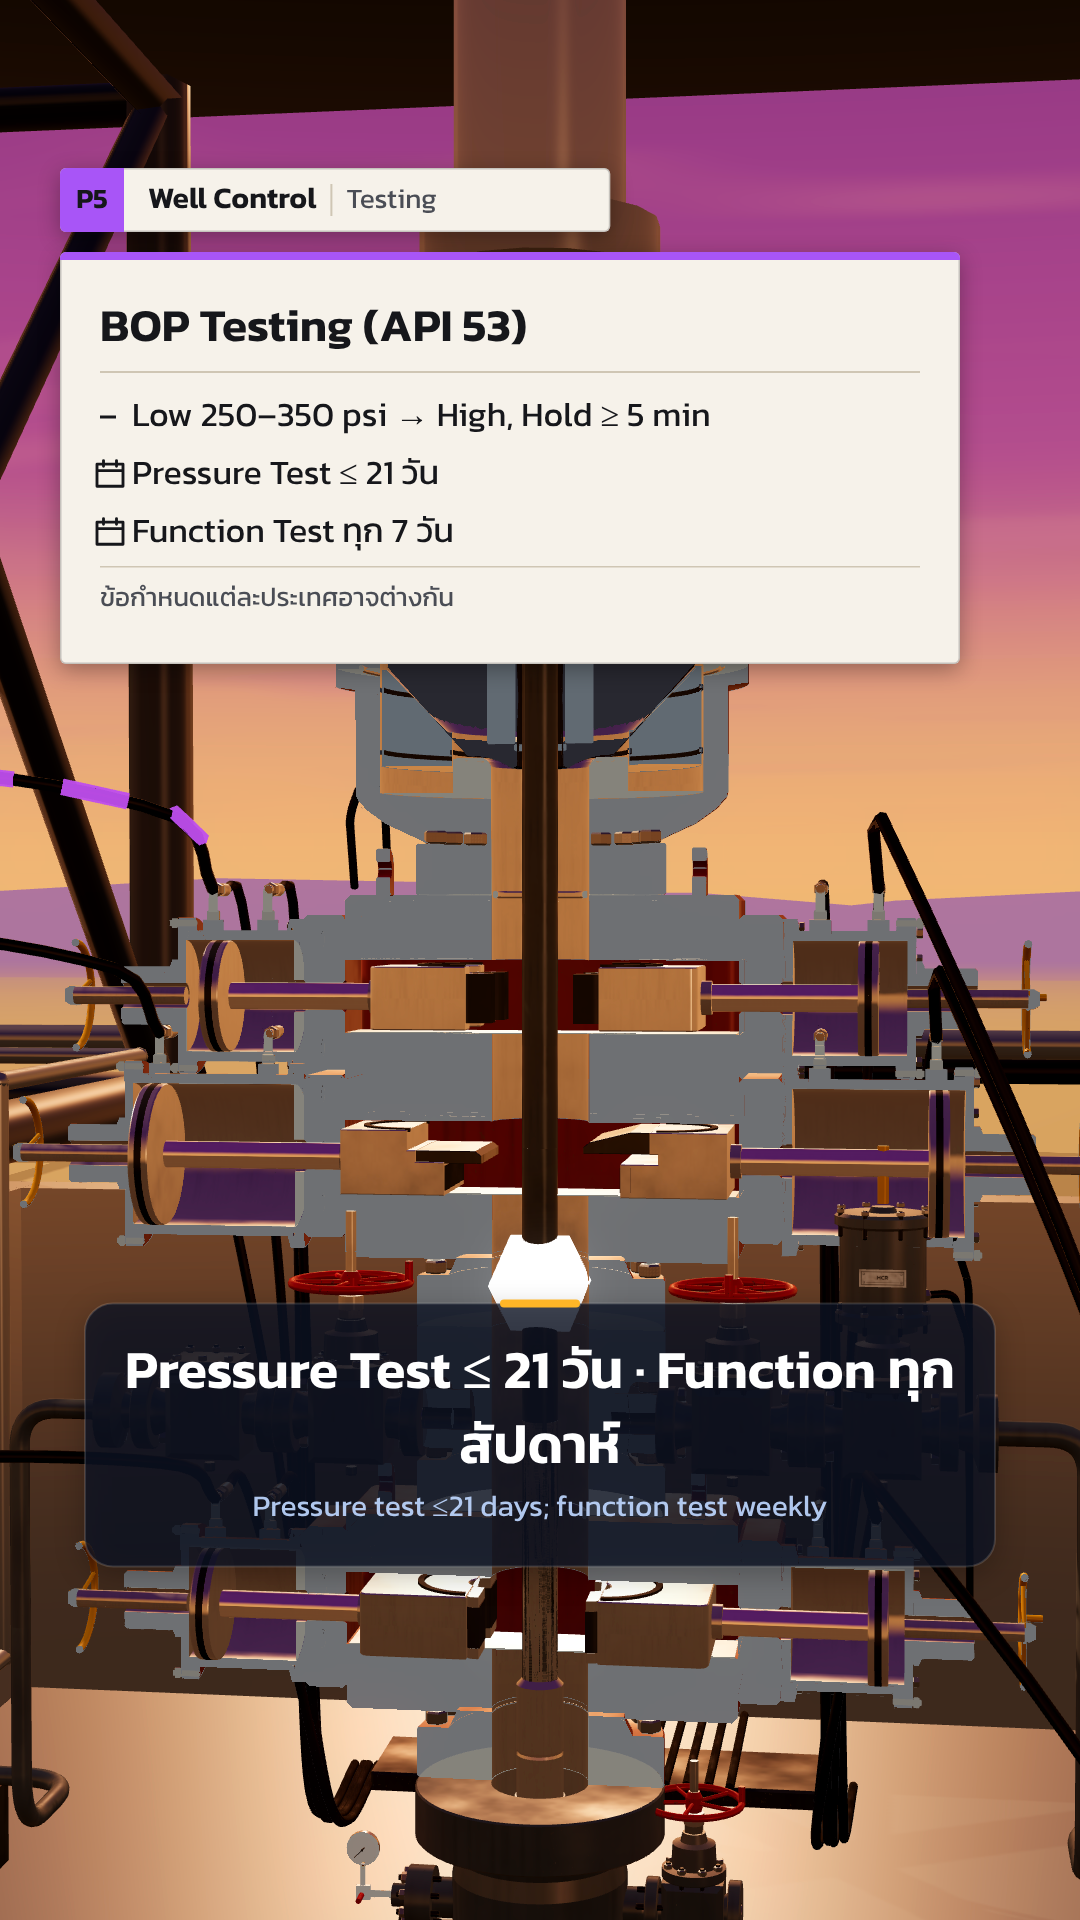 P5 Well Control | Testing
BOP Testing (API 53)
– Low 250–350 psi → High, Hold ≥ 5 min
Pressure Test ≤ 21 วัน
Function Test ทุก 7 วัน
ข้อกำหนดแต่ละประเทศอาจต่างกัน
HCR
Pressure Test ≤ 21 วัน · Function ทุก
สัปดาห์
Pressure test ≤21 days; function test weekly